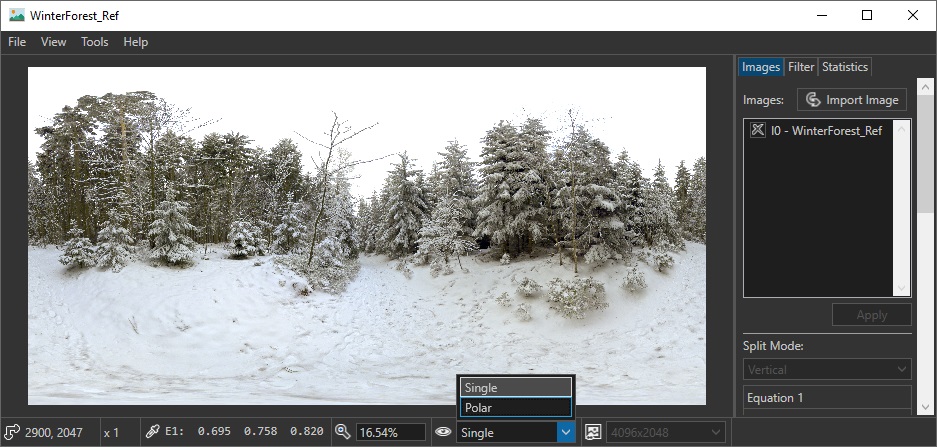 WinterForest_Ref
File View Tools Help
Images Filter Statistics
Images: Import Image
I0 - WinterForest_Ref
Apply
Split Mode:
Vertical
Equation 1
Single
Polar
2900, 2047 x 1 E1: 0.695 0.758 0.820 16.54% Single 4096x2048